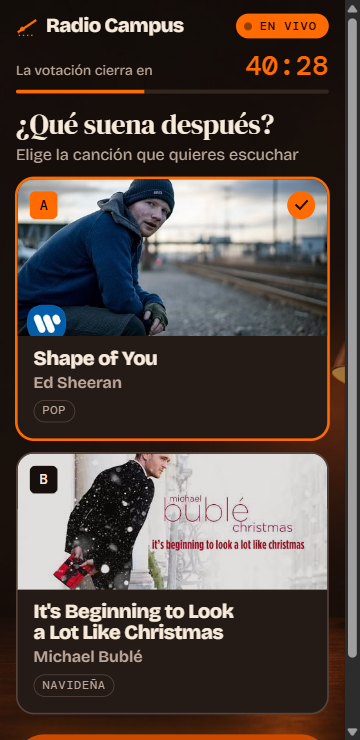 Radio Campus
EN VIVO
La votación cierra en
40:28
¿Qué suena después?
Elige la canción que quieres escuchar
A
Shape of You
Ed Sheeran
POP
B
michael
bublé
christmas
it's beginning to look a lot like christmas
It's Beginning to Look
a Lot Like Christmas
Michael Bublé
NAVIDEÑA